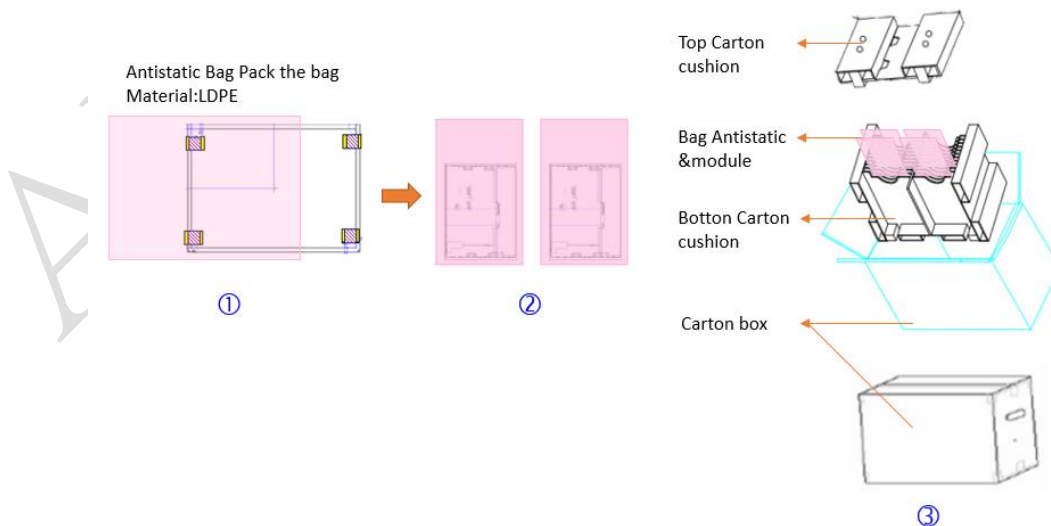 Antistatic Bag Pack the bag
Material:LDPE
①
②
Top Carton
cushion
Bag Antistatic
&module
Botton Carton
cushion
Carton box
③